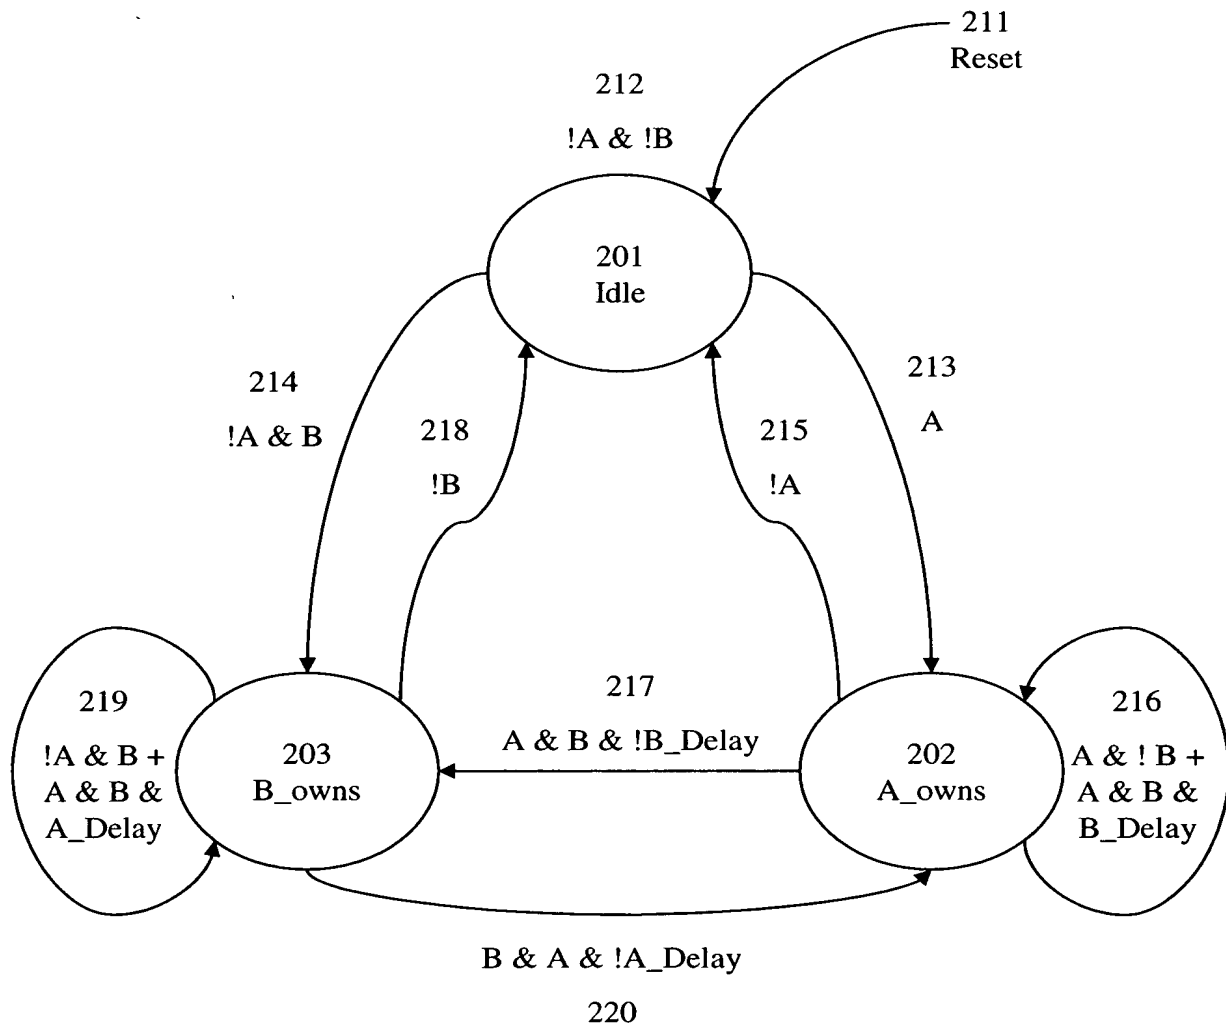 211
Reset
212
!A & !B
201
Idle
213
A
214
!A & B
218
!B
215
!A
217
A & B & !B_Delay
219
!A & B +
A & B &
A_Delay
203
B_owns
202
A_owns
216
A & ! B +
A & B &
B_Delay
B & A & !A_Delay
220